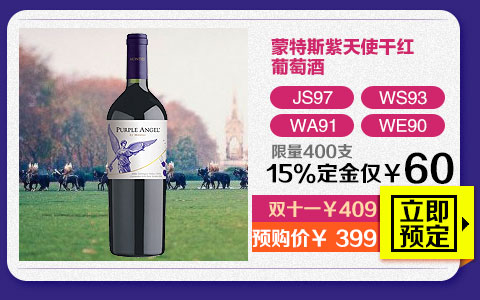 蒙特斯紫天使干红
葡萄酒
JS97 WS93
WA91 WE90
限量400支
15%定金仅￥60
双十一￥409
预购价￥ 399
立即
预定
MONTES
PURPLE ANGEL